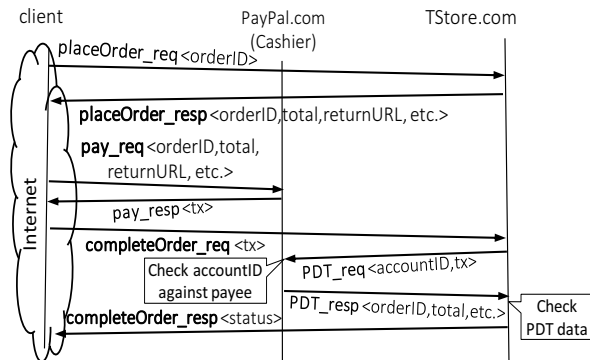 client
PayPal.com
(Cashier)
TStore.com
placeOrder_req <orderID>
placeOrder_resp <orderID,total,returnURL, etc.>
pay_req <orderID,total,
returnURL, etc.>
pay_resp <tx>
Internet
completeOrder_req <tx>
Check accountID
against payee
PDT_req <accountID,tx>
PDT_resp <orderID,total,etc.>
Check
PDT data
completeOrder_resp <status>